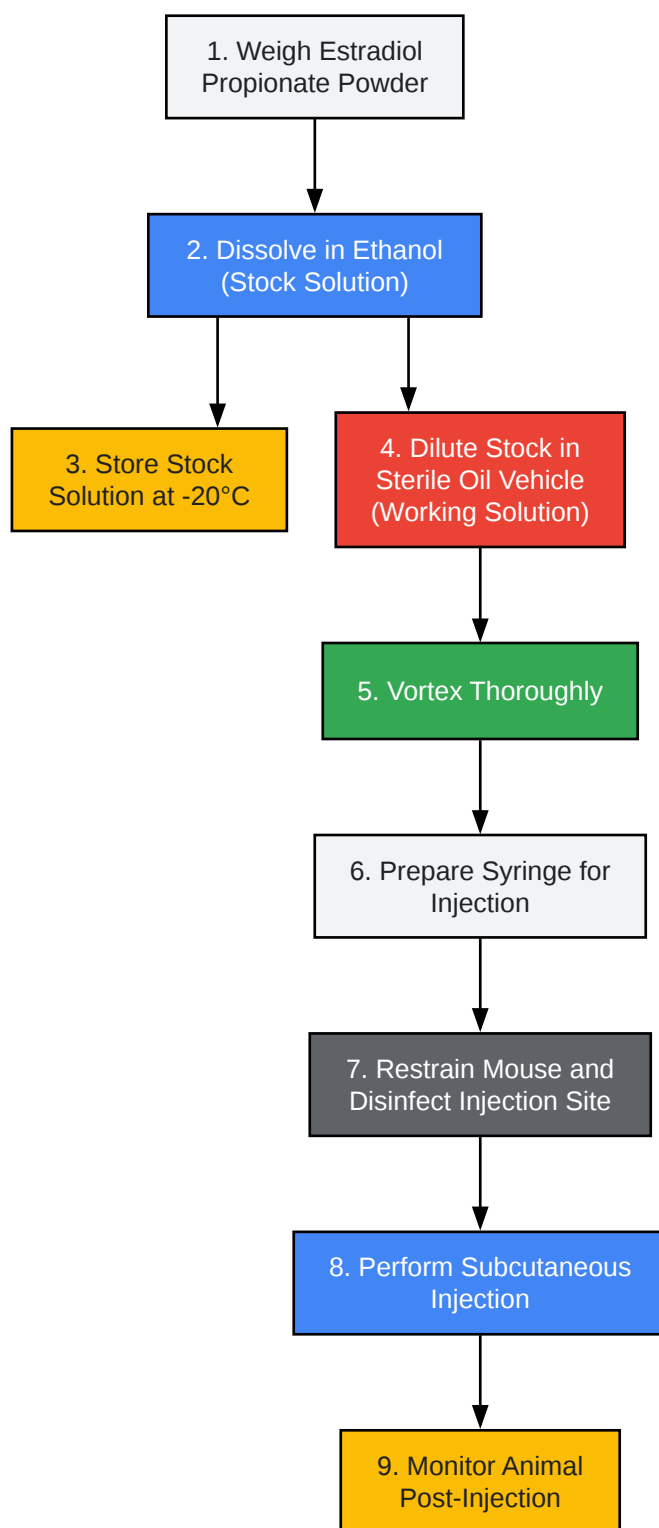 1. Weigh Estradiol
Propionate Powder
2. Dissolve in Ethanol
(Stock Solution)
3. Store Stock
Solution at -20°C
4. Dilute Stock in
Sterile Oil Vehicle
(Working Solution)
5. Vortex Thoroughly
6. Prepare Syringe for
Injection
7. Restrain Mouse and
Disinfect Injection Site
8. Perform Subcutaneous
Injection
9. Monitor Animal
Post-Injection